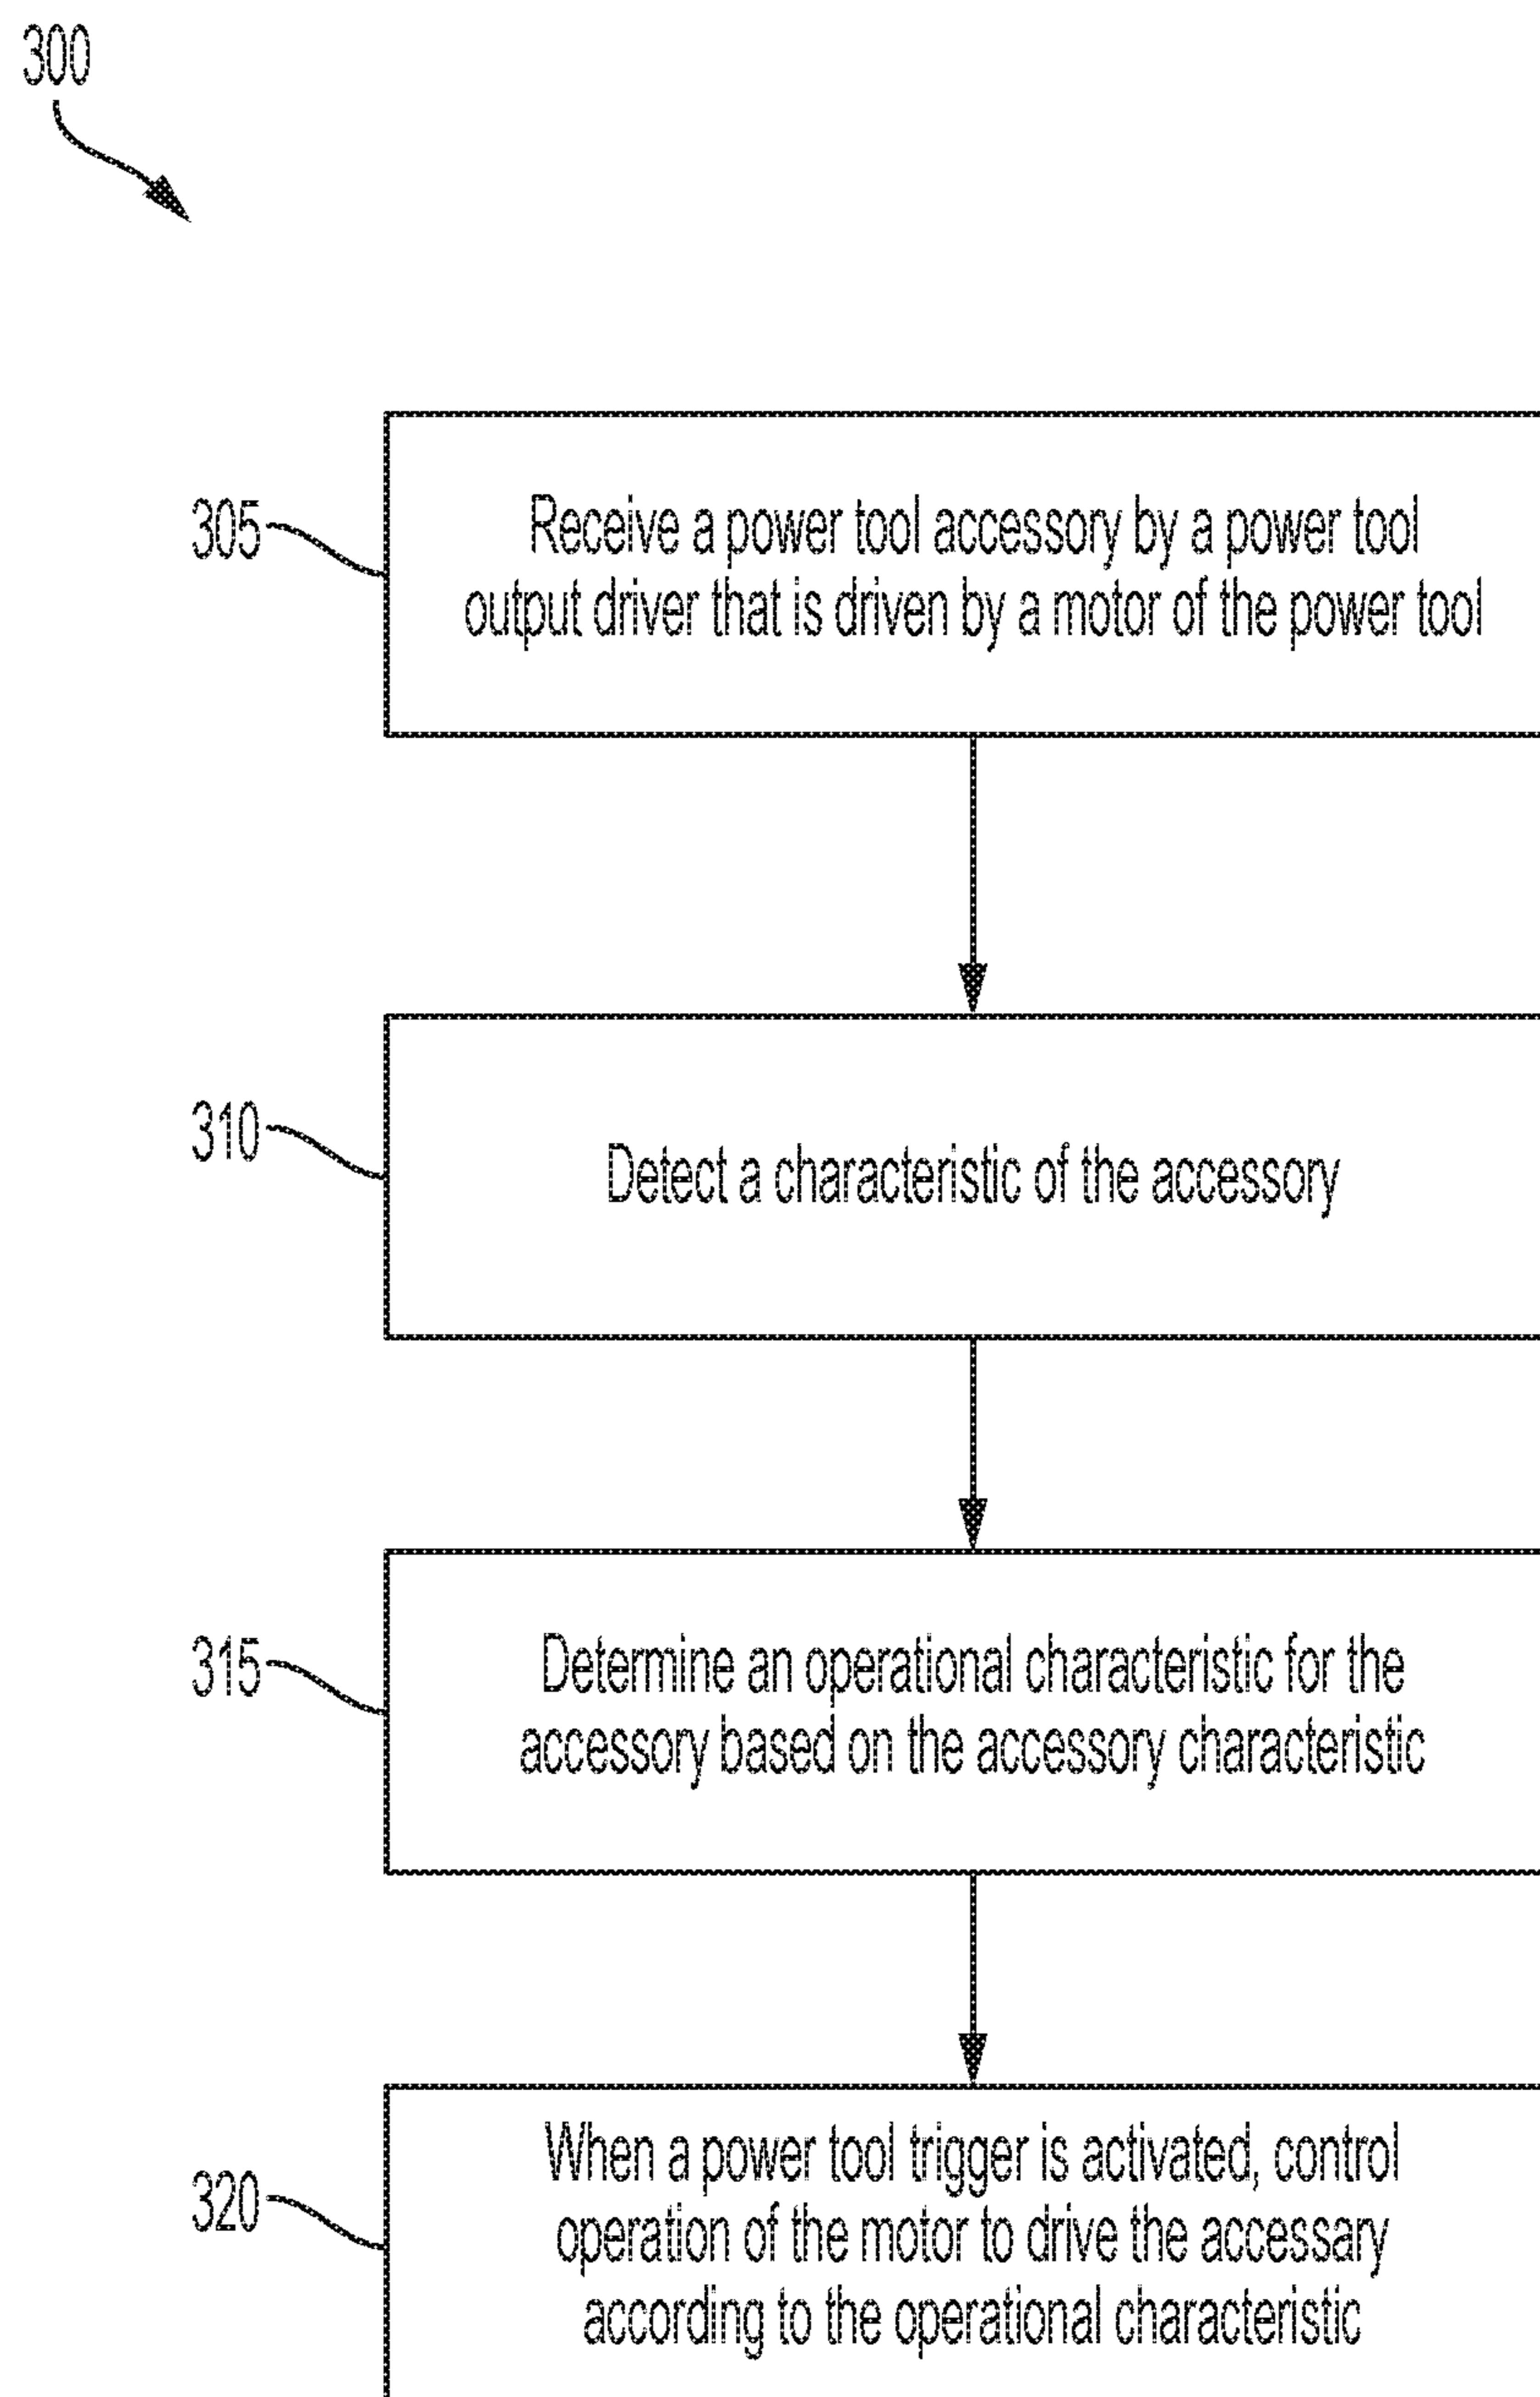 300
305
Receive a power tool accessory by a power tool
output driver that is driven by a motor of the power tool
310
Detect a characteristic of the accessory
315
Determine an operational characteristic for the
accessory based on the accessory characteristic
320
When a power tool trigger is activated, control
operation of the motor to drive the accessary
according to the operational characteristic